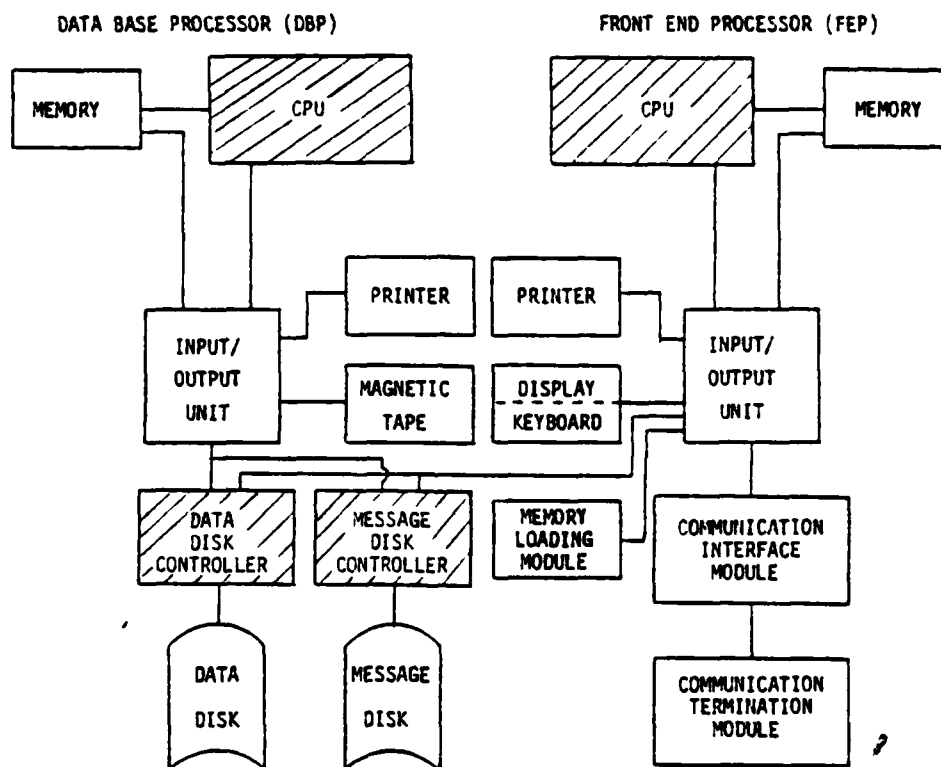 DATA BASE PROCESSOR (DBP)
FRONT END PROCESSOR (FEP)
MEMORY
CPU
CPU
MEMORY
PRINTER
PRINTER
INPUT/
OUTPUT
UNIT
MAGNETIC
TAPE
DISPLAY
KEYBOARD
INPUT/
OUTPUT
UNIT
DATA
DISK
CONTROLLER
MESSAGE
DISK
CONTROLLER
MEMORY
LOADING
MODULE
COMMUNICATION
INTERFACE
MODULE
DATA
DISK
MESSAGE
DISK
COMMUNICATION
TERMINATION
MODULE